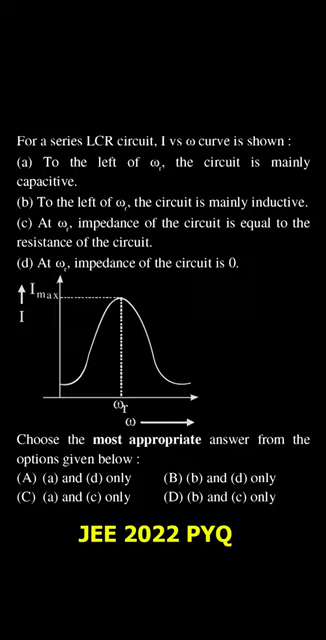 For a series LCR circuit, I vs ω curve is shown :
(a) To the left of ωr, the circuit is mainly
capacitive.
(b) To the left of ωr, the circuit is mainly inductive.
(c) At ωr, impedance of the circuit is equal to the
resistance of the circuit.
(d) At ωr, impedance of the circuit is 0.
Imax
I
ωr
ω
Choose the most appropriate answer from the
options given below :
(A) (a) and (d) only (B) (b) and (d) only
(C) (a) and (c) only (D) (b) and (c) only
JEE 2022 PYQ